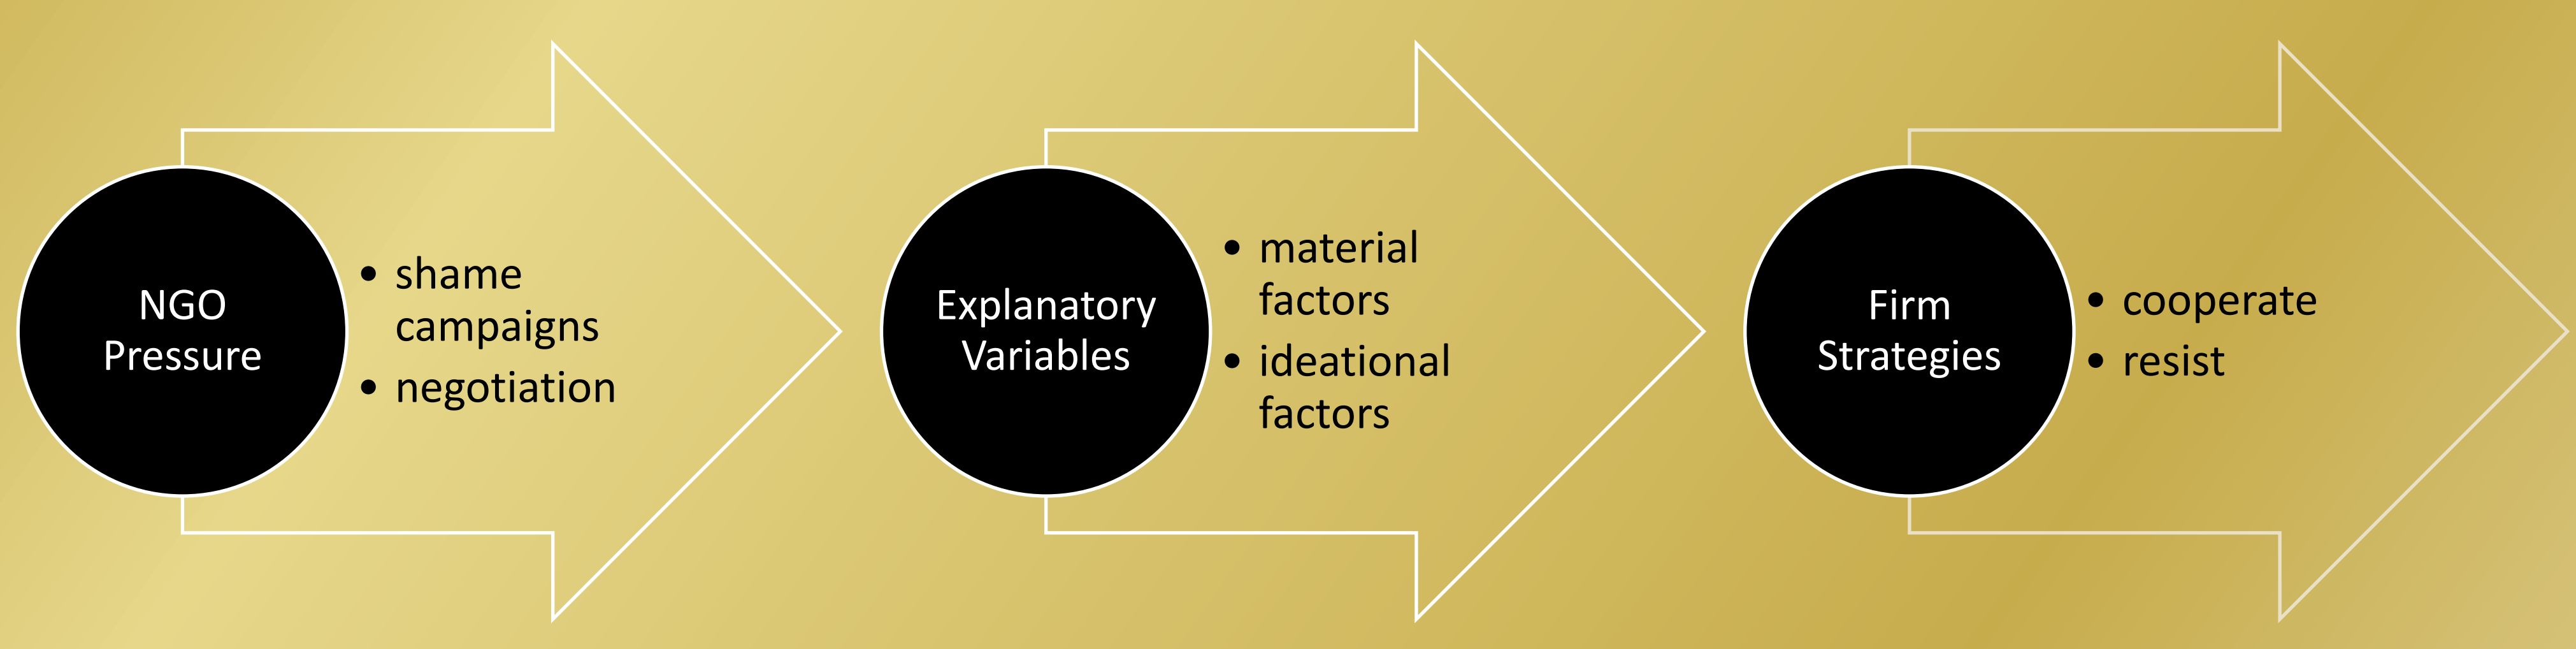 NGO
Pressure
• shame
campaigns
• negotiation
Explanatory
Variables
• material
factors
• ideational
factors
Firm
Strategies
• cooperate
• resist